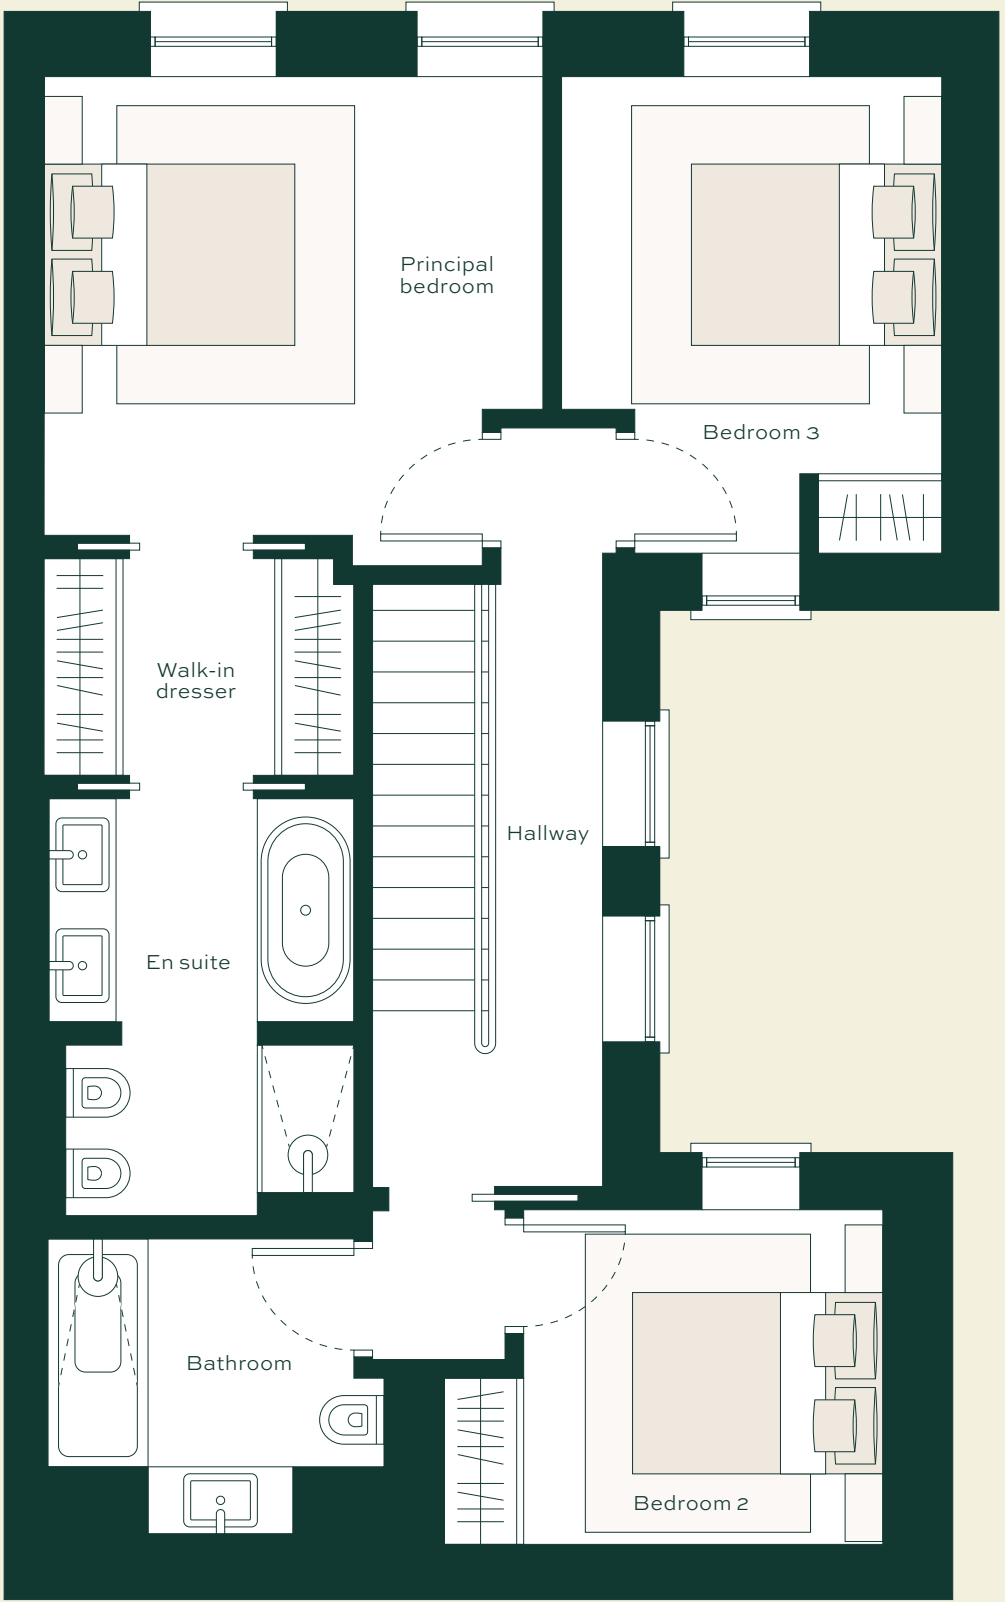 Principal
bedroom
Bedroom 3
Walk-in
dresser
Hallway
En suite
Bathroom
Bedroom 2